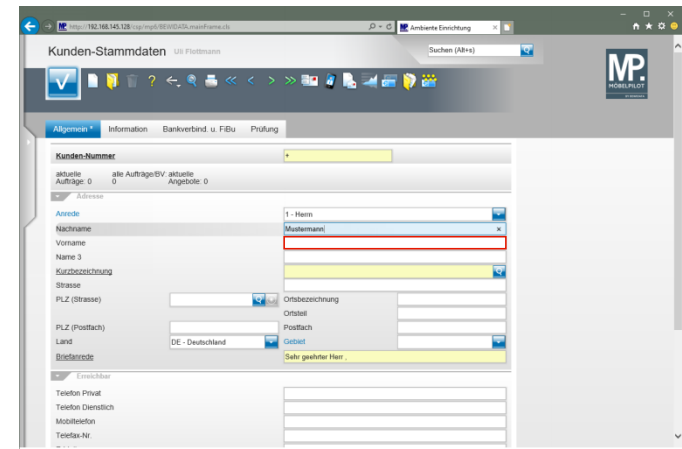 http://192.168.145.128/csp/mp8/BEWIDATA.mainFrame.cls
Ambiente Einrichtung
Kunden-Stammdaten Uli Flottmann
Suchen (Alt+s)
MP.
MÖBELPILOT
Allgemein * Information Bankverbind. u. FiBu Prüfung
Kunden-Nummer +
aktuelle alle Aufträge/BV: aktuelle
Aufträge: 0 0 Angebote: 0
Adresse
Anrede 1 - Herrn
Nachname Mustermann
Vorname
Name 3
Kurzbezeichnung
Strasse
PLZ (Strasse) Ortsbezeichnung
Ortsteil
PLZ (Postfach) Postfach
Land DE - Deutschland Gebiet
Briefanrede Sehr geehrter Herr ,
Erreichbar
Telefon Privat
Telefon Dienstlich
Mobiltelefon
Telefax-Nr.